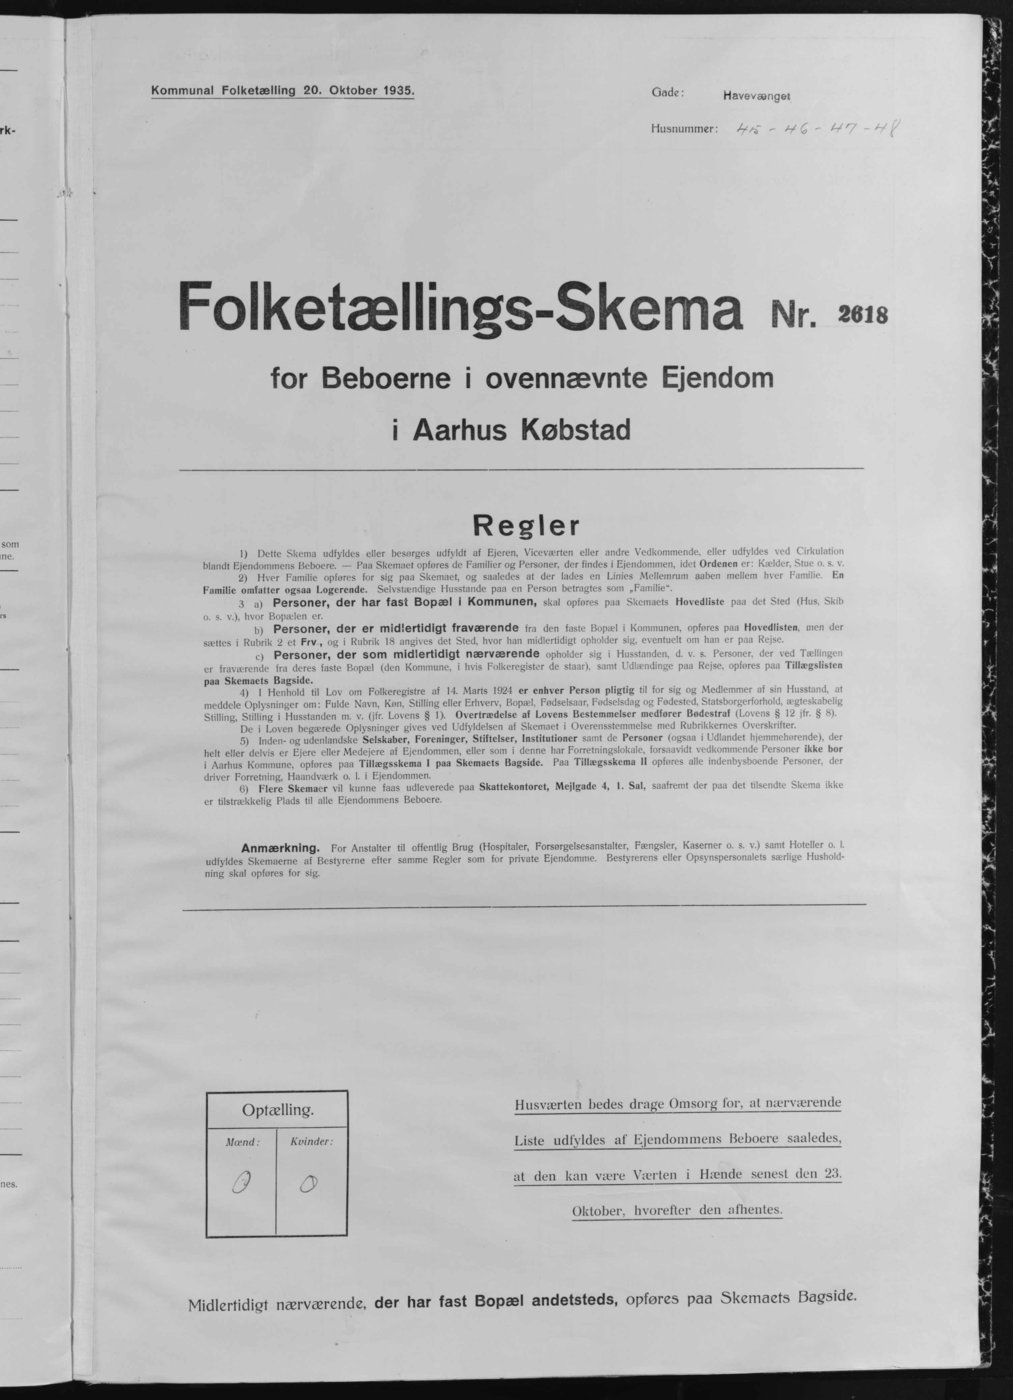 Kommunal Folketælling 20. Oktober 1935.
Gade: Havevænget
Husnummer: 45 - 46 - 47 - 48
Folketællings-Skema Nr. 2618
for Beboerne i ovennævnte Ejendom
i Aarhus Købstad
Regler
1) Dette Skema udfyldes eller besørges udfyldt af Ejeren, Viceværten eller andre Vedkommende, eller udfyldes ved Cirkulation
blandt Ejendommens Beboere. — Paa Skemaet opføres de Familier og Personer, der findes i Ejendommen, idet Ordenen er: Kælder, Stue o. s. v.
2) Hver Familie opføres for sig paa Skemaet, og saaledes at der lades en Linies Mellemrum aaben mellem hver Familie. En
Familie omfatter ogsaa Logerende. Selvstændige Husstande paa en Person betragtes som „Familie“.
3 a) Personer, der har fast Bopæl i Kommunen, skal opføres paa Skemaets Hovedliste paa det Sted (Hus, Skib
o. s. v.), hvor Bopælen er.
b) Personer, der er midlertidigt fraværende fra den faste Bopæl i Kommunen, opføres paa Hovedlisten, men der
sættes i Rubrik 2 et Frv., og i Rubrik 18 angives det Sted, hvor han midlertidigt opholder sig, eventuelt om han er paa Rejse.
c) Personer, der som midlertidigt nærværende opholder sig i Husstanden, d. v. s. Personer, der ved Tællingen
er fraværende fra deres faste Bopæl (den Kommune, i hvis Folkeregister de staar), samt Udlændinge paa Rejse, opføres paa Tillægslisten
paa Skemaets Bagside.
4) I Henhold til Lov om Folkeregistre af 14. Marts 1924 er enhver Person pligtig til for sig og Medlemmer af sin Husstand, at
meddele Oplysninger om: Fulde Navn, Køn, Stilling eller Erhverv, Bopæl, Fødselsaar, Fødselsdag og Fødested, Statsborgerforhold, ægteskabelig
Stilling, Stilling i Husstanden m. v. (jfr. Lovens § 1). Overtrædelse af Lovens Bestemmelser medfører Bødestraf (Lovens § 12 jfr. § 8).
De i Loven begærede Oplysninger gives ved Udfyldelsen af Skemaet i Overensstemmelse med Rubrikkernes Overskrifter.
5) Inden- og udenlandske Selskaber, Foreninger, Stiftelser, Institutioner samt de Personer (ogsaa i Udlandet hjemmehørende), der
helt eller delvis er Ejere eller Medejere af Ejendommen, eller som i denne har Forretningslokale, forsaavidt vedkommende Personer ikke bor
i Aarhus Kommune, opføres paa Tillægsskema I paa Skemaets Bagside. Paa Tillægsskema II opføres alle indenbysboende Personer, der
driver Forretning, Haandværk o. l. i Ejendommen.
6) Flere Skemaer vil kunne faas udleverede paa Skattekontoret, Mejlgade 4, 1. Sal, saafremt der paa det tilsendte Skema ikke
er tilstrækkelig Plads til alle Ejendommens Beboere.
Anmærkning. For Anstalter til offentlig Brug (Hospitaler, Forsørgelsesanstalter, Fængsler, Kaserner o. s. v.) samt Hoteller o. l.
udfyldes Skemaerne af Bestyrerne efter samme Regler som for private Ejendomme. Bestyrerens eller Opsynspersonalets særlige Hushold-
ning skal opføres for sig.
Optælling.
Mænd: Kvinder:
0 0
Husværten bedes drage Omsorg for, at nærværende
Liste udfyldes af Ejendommens Beboere saaledes,
at den kan være Værten i Hænde senest den 23.
Oktober, hvorefter den afhentes.
Midlertidigt nærværende, der har fast Bopæl andetsteds, opføres paa Skemaets Bagside.
rk-
som
ne.
rs
nes.